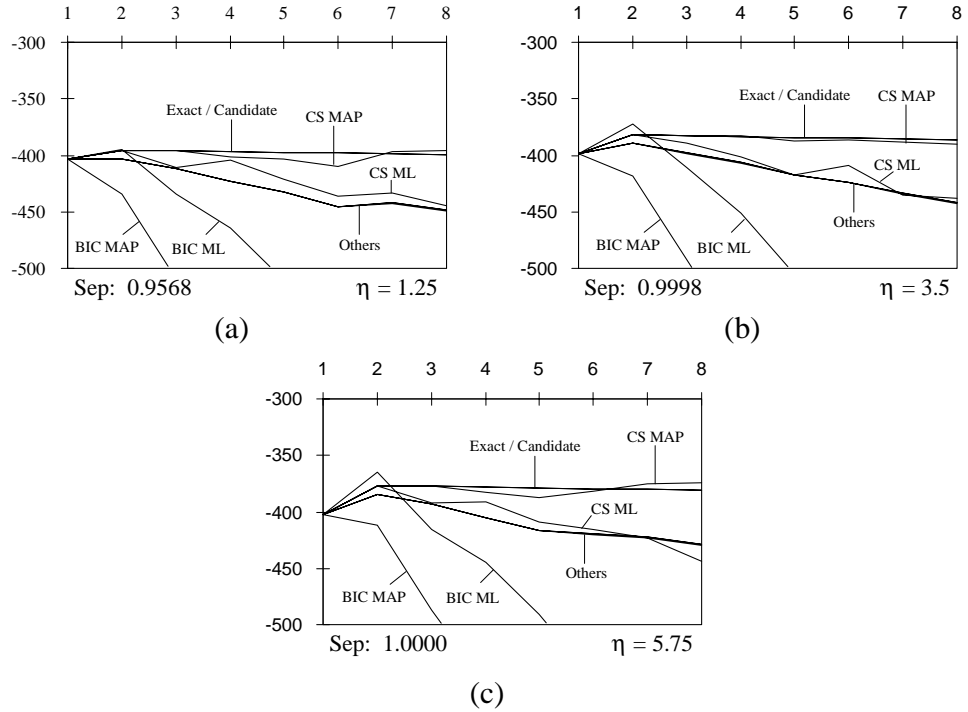 1 2 3 4 5 6 7 8
-300
-350
-400
-450
-500
Exact / Candidate
CS MAP
CS ML
BIC MAP
BIC ML
Others
Sep: 0.9568 η = 1.25
(a)
1 2 3 4 5 6 7 8
-300
-350
-400
-450
-500
Exact / Candidate
CS MAP
CS ML
BIC MAP
BIC ML
Others
Sep: 0.9998 η = 3.5
(b)
1 2 3 4 5 6 7 8
-300
-350
-400
-450
-500
Exact / Candidate
CS MAP
CS ML
BIC MAP
BIC ML
Others
Sep: 1.0000 η = 5.75
(c)